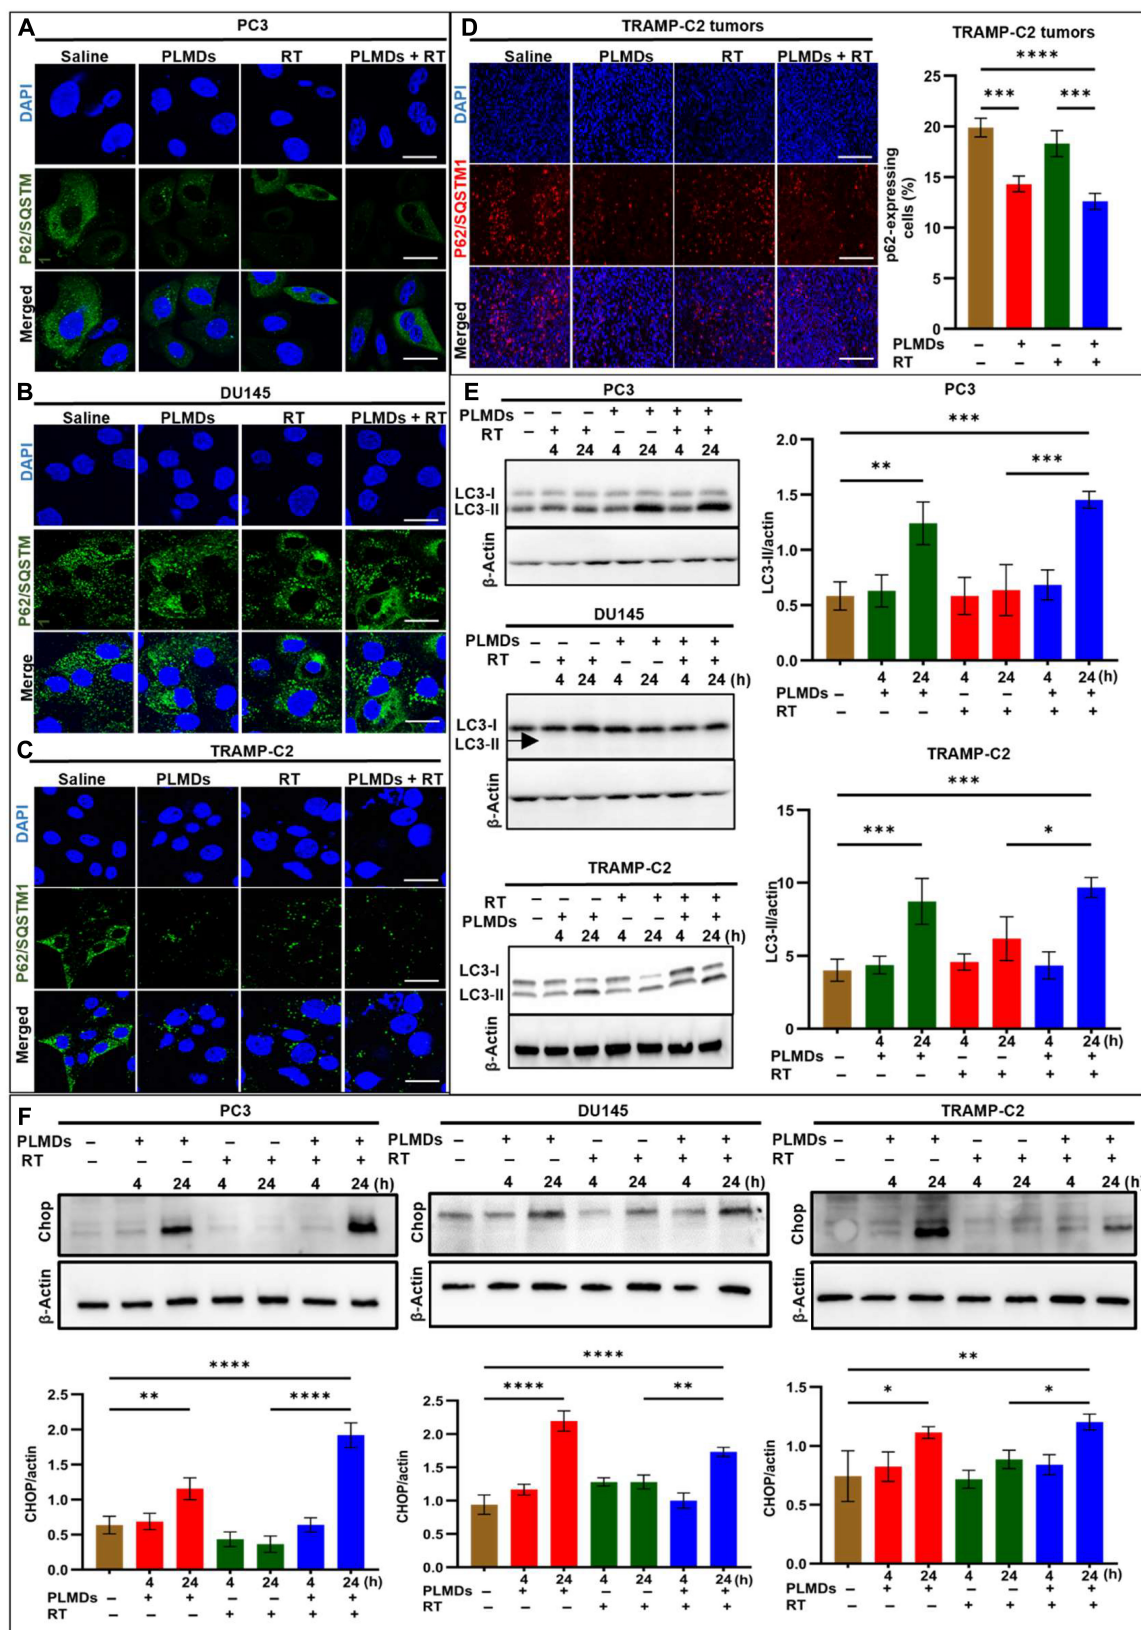 A
PC3
Saline PLMDs RT PLMDs + RT
DAPI
P62/SQSTM1
Merged
B
DU145
Saline PLMDs RT PLMDs + RT
DAPI
P62/SQSTM
1
Merge
C
TRAMP-C2
Saline PLMDs RT PLMDs + RT
DAPI
P62/SQSTM1
Merged
D
TRAMP-C2 tumors
Saline PLMDs RT PLMDs + RT
DAPI
P62/SQSTM1
Merged
TRAMP-C2 tumors
****
*** ***
25
20
15
10
5
0
p62-expressing
cells (%)
PLMDs – + – +
RT – – + +
E
PC3
PLMDs – – – + + + +
RT – + + – – + +
4 24 4 24 4 24
LC3-I
LC3-II
β-Actin
DU145
PLMDs – – – + + + +
RT – + + – – + +
4 24 4 24 4 24 (h)
LC3-I
LC3-II
β-Actin
TRAMP-C2
RT – – – + + + +
PLMDs – + + – – + +
4 24 4 24 4 24 (h)
LC3-I
LC3-II
β-Actin
PC3
***
** ***
2.0
1.5
1.0
0.5
0.0
LC3-II/actin
– 4 24 4 24 4 24 (h)
PLMDs + + – – + +
RT – – – + + + +
TRAMP-C2
***
*** *
15
10
5
0
LC3-II/actin
– 4 24 4 24 4 24 (h)
PLMDs + + – – + +
RT – – – + + + +
F
PC3
PLMDs – + + – – + +
RT – – – + + + +
4 24 4 24 4 24 (h)
Chop
β-Actin
DU145
PLMDs – + + – – + +
RT – – – + + + +
4 24 4 24 4 24 (h)
Chop
β-Actin
TRAMP-C2
PLMDs – + + – – + +
RT – – – + + + +
4 24 4 24 4 24 (h)
Chop
β-Actin
****
** ****
2.5
2.0
1.5
1.0
0.5
0.0
CHOP/actin
– 4 24 4 24 4 24 (h)
PLMDs + + – – + +
RT – – – + + + +
****
**** **
2.5
2.0
1.5
1.0
0.5
0.0
CHOP/actin
– 4 24 4 24 4 24 (h)
PLMDs + + – – + +
RT – – – + + + +
**
* *
1.5
1.0
0.5
0.0
CHOP/actin
– 4 24 4 24 4 24 (h)
PLMDs + + – – + +
RT – – – + + + +